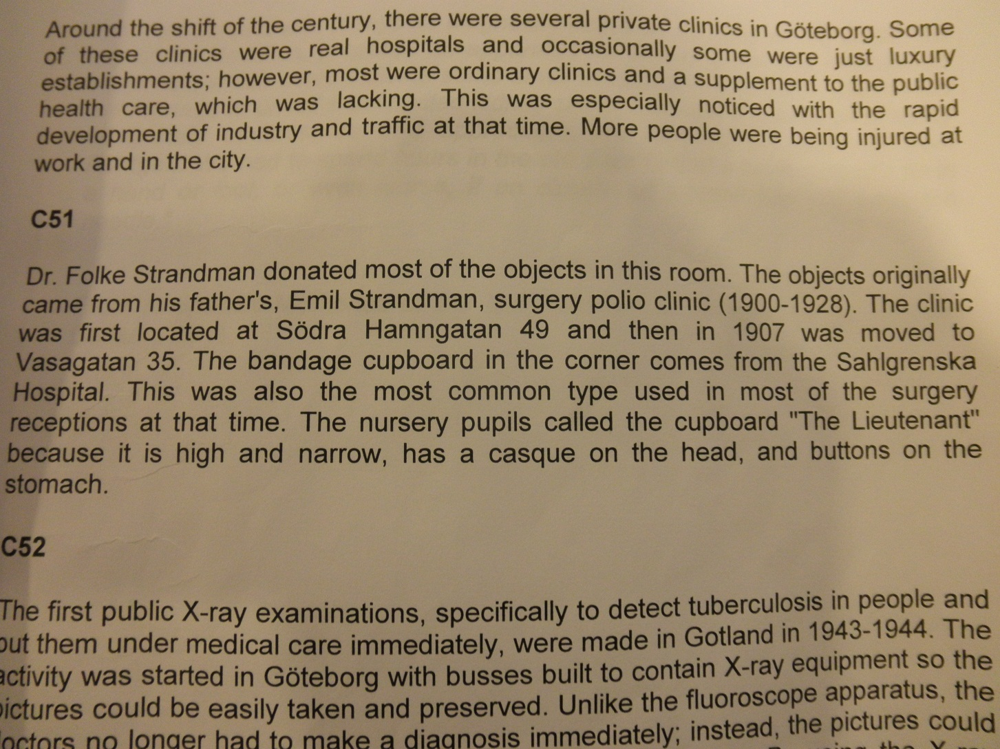 Around the shift of the century, there were several private clinics in Göteborg. Some
of these clinics were real hospitals and occasionally some were just luxury
establishments; however, most were ordinary clinics and a supplement to the public
health care, which was lacking. This was especially noticed with the rapid
development of industry and traffic at that time. More people were being injured at
work and in the city.
C51
Dr. Folke Strandman donated most of the objects in this room. The objects originally
came from his father's, Emil Strandman, surgery polio clinic (1900-1928). The clinic
was first located at Södra Hamngatan 49 and then in 1907 was moved to
Vasagatan 35. The bandage cupboard in the corner comes from the Sahlgrenska
Hospital. This was also the most common type used in most of the surgery
receptions at that time. The nursery pupils called the cupboard "The Lieutenant"
because it is high and narrow, has a casque on the head, and buttons on the
stomach.
C52
The first public X-ray examinations, specifically to detect tuberculosis in people and
put them under medical care immediately, were made in Gotland in 1943-1944. The
activity was started in Göteborg with busses built to contain X-ray equipment so the
pictures could be easily taken and preserved. Unlike the fluoroscope apparatus, the
doctors no longer had to make a diagnosis immediately; instead, the pictures could
the X-